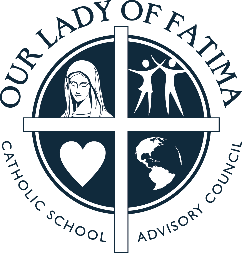 OUR LADY OF FATIMA
CATHOLIC SCHOOL ADVISORY COUNCIL